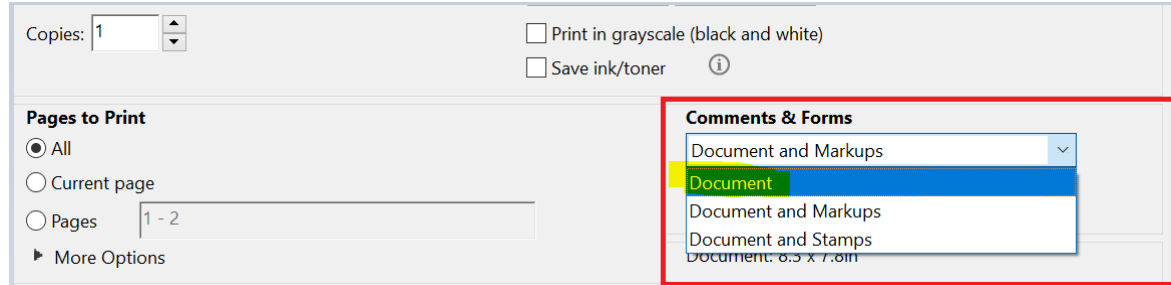 Copies: 1
Print in grayscale (black and white)
Save ink/toner
Pages to Print
All
Current page
Pages 1 - 2
More Options
Comments & Forms
Document and Markups
Document
Document and Markups
Document and Stamps
Document: 8.3 x 7.8in